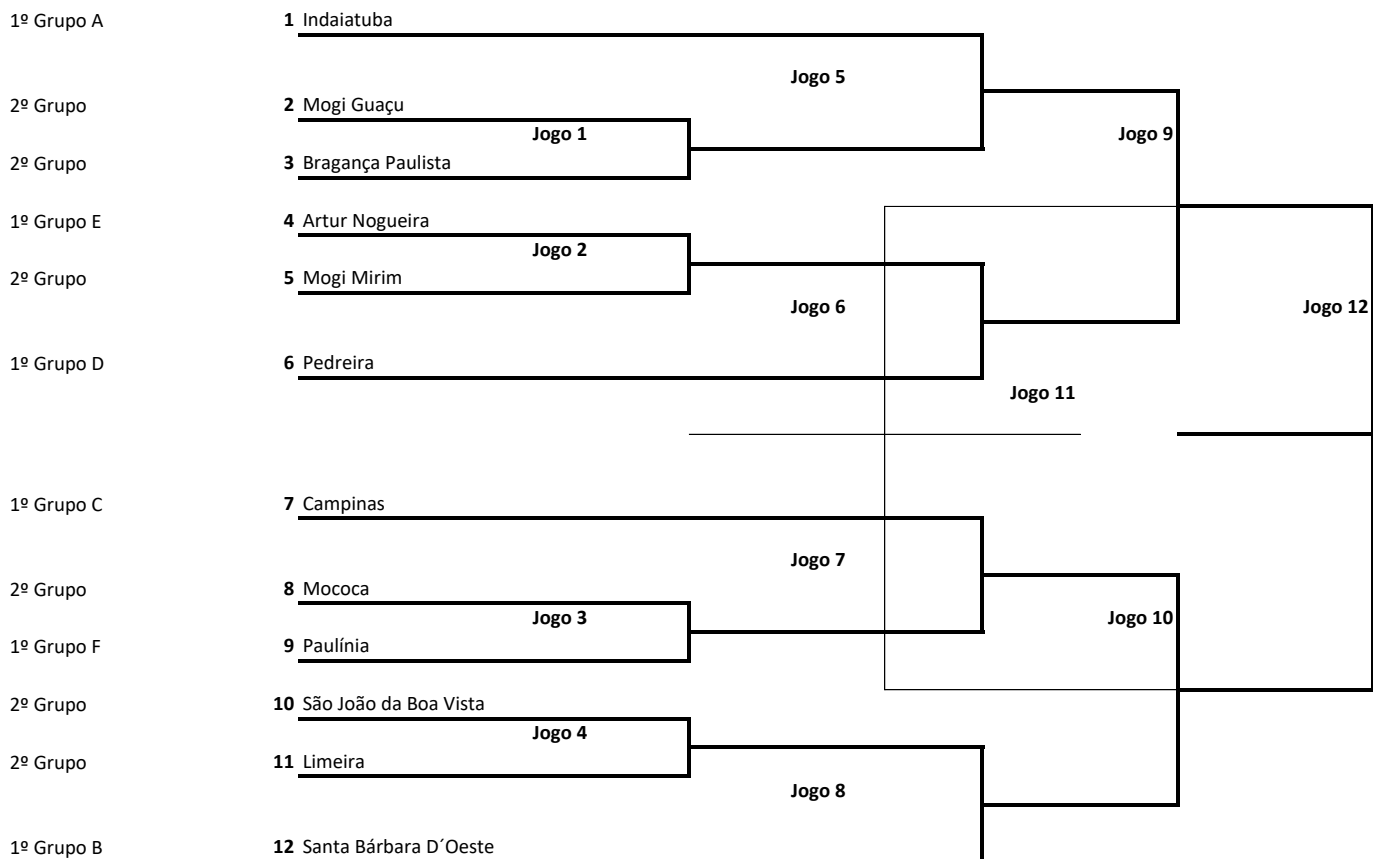 1º Grupo A 1 Indaiatuba
Jogo 5
2º Grupo 2 Mogi Guaçu
Jogo 1 Jogo 9
2º Grupo 3 Bragança Paulista
1º Grupo E 4 Artur Nogueira
Jogo 2
2º Grupo 5 Mogi Mirim
Jogo 6 Jogo 12
1º Grupo D 6 Pedreira
Jogo 11
1º Grupo C 7 Campinas
Jogo 7
2º Grupo 8 Mococa
Jogo 3 Jogo 10
1º Grupo F 9 Paulínia
2º Grupo 10 São João da Boa Vista
Jogo 4
2º Grupo 11 Limeira
Jogo 8
1º Grupo B 12 Santa Bárbara D´Oeste